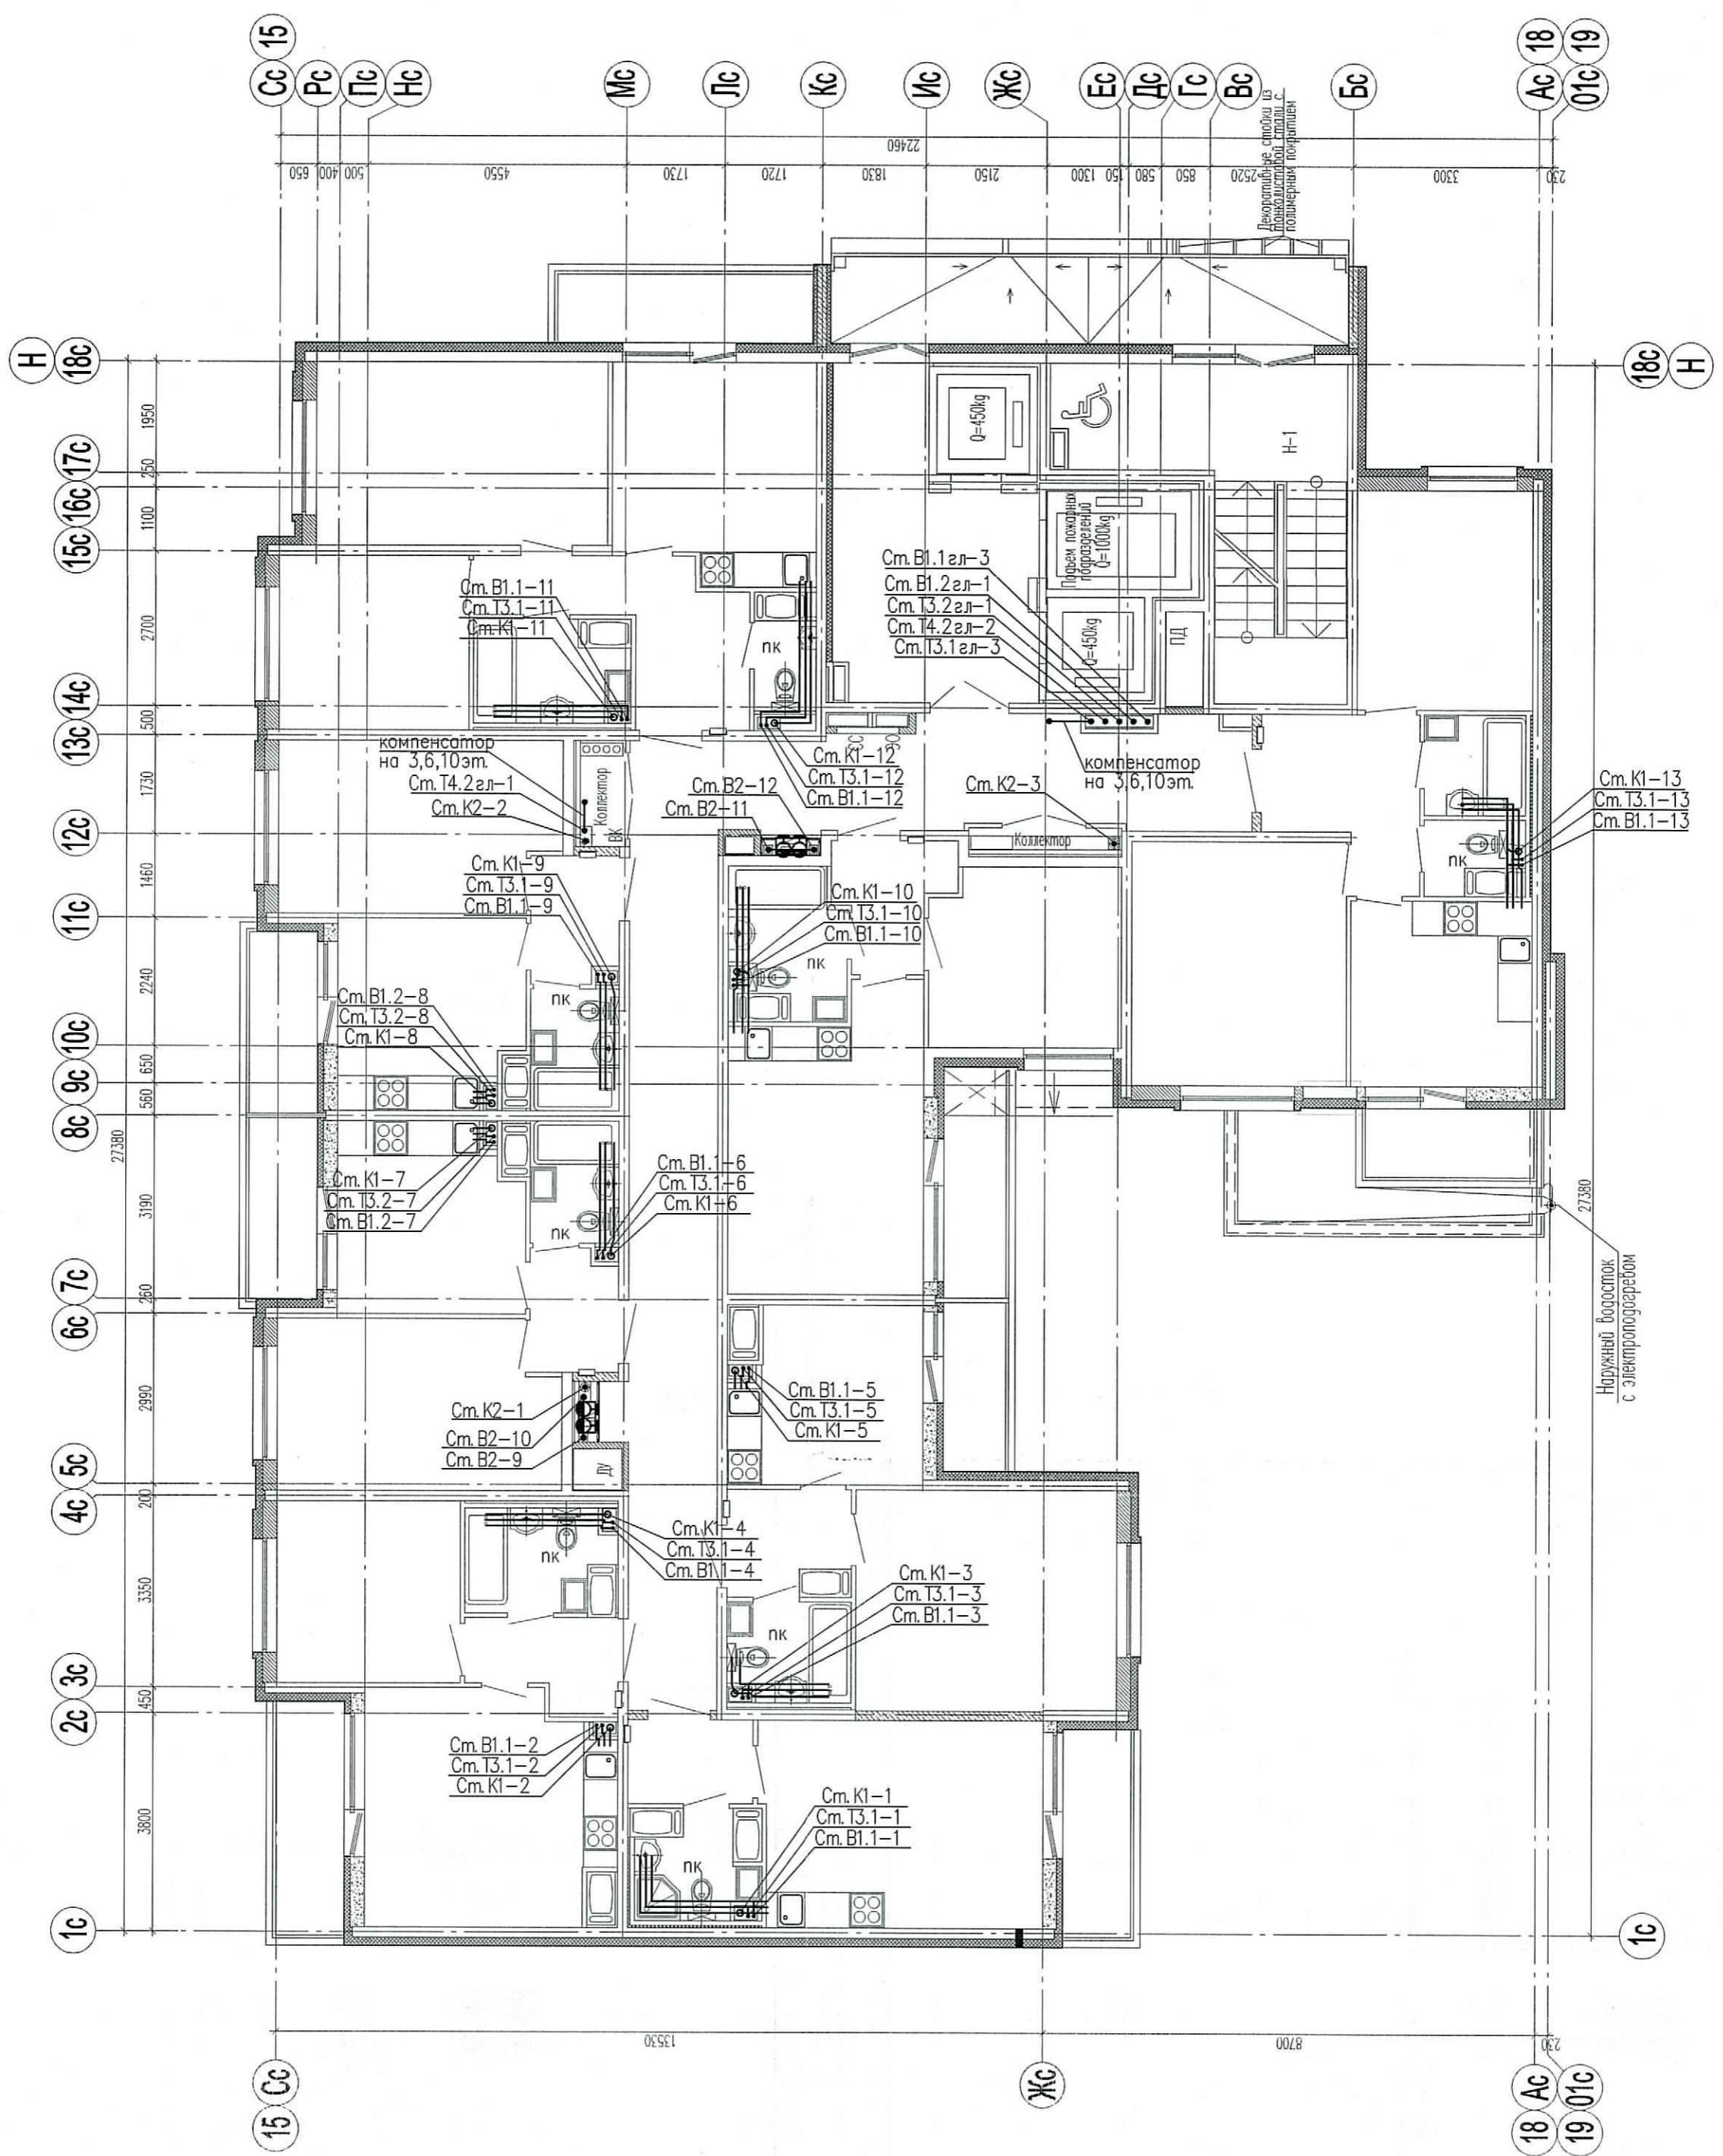 15
18
19
Сс
Рс
Пс
Нс
Мс
Лс
Кс
Ис
Жс
Ес
Дс
Гс
Вс
Бс
Ас
01с
22460
650
400
500
4550
1730
1720
1830
2150
1300
150
580
850
2520
3300
230
Декоративные стойки из
тонколистовой стали с
полимерным покрытием
Н
18с
18с
Н
1950
17с
250
16с
1100
15с
2700
14с
500
13с
1730
12с
1460
11с
2240
10с
650
9с
560
8с
27380
3190
7с
260
6с
2990
5с
200
4с
3350
3с
450
2с
3800
1с
1с
27380
Q=450kg
Н-1
Подъем пожарных
подразделений
Q=1000kg
Q=450kg
ПД
Ст. В1.1гл-3
Ст. В1.2гл-1
Ст. Т3.2гл-1
Ст. Т4.2гл-2
Ст. Т3.1гл-3
Ст. В1.1-11
Ст. Т3.1-11
Ст. К1-11
ПК
компенсатор
на 3,6,10эт.
Ст. Т4.2гл-1
Ст. К2-2
Коллектор
ВК
Ст. К1-12
Ст. Т3.1-12
Ст. В1.1-12
Ст. В2-12
Ст. В2-11
компенсатор
на 3,6,10эт.
Ст. К2-3
Коллектор
Ст. К1-13
Ст. Т3.1-13
Ст. В1.1-13
ПК
Ст. К1-9
Ст. Т3.1-9
Ст. В1.1-9
Ст. К1-10
Ст. Т3.1-10
Ст. В1.1-10
ПК
ПК
Ст. В1.2-8
Ст. Т3.2-8
Ст. К1-8
Ст. К1-7
Ст. Т3.2-7
Ст. В1.2-7
ПК
Ст. В1.1-6
Ст. Т3.1-6
Ст. К1-6
Наружный водосток
с электроподогревом
Ст. К2-1
Ст. В2-10
Ст. В2-9
ДУ
Ст. В1.1-5
Ст. Т3.1-5
Ст. К1-5
Ст. К1-4
Ст. Т3.1-4
Ст. В1.1-4
ПК
Ст. К1-3
Ст. Т3.1-3
Ст. В1.1-3
ПК
Ст. В1.1-2
Ст. Т3.1-2
Ст. К1-2
Ст. К1-1
Ст. Т3.1-1
Ст. В1.1-1
ПК
13530
8700
230
Сс
Жс
Ас
01с
15
18
19